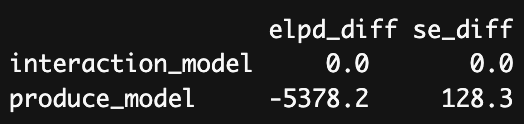 elpd_diff se_diff
interaction_model 0.0 0.0
produce_model -5378.2 128.3